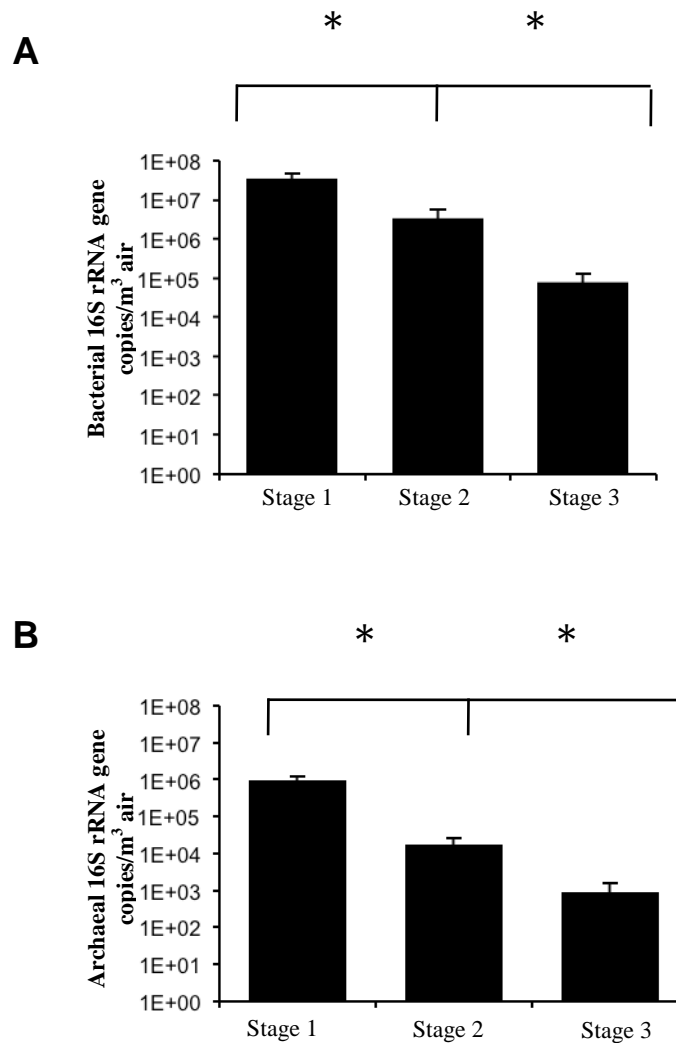 * *
A
Bacterial 16S rRNA gene
copies/m³ air
1E+08
1E+07
1E+06
1E+05
1E+04
1E+03
1E+02
1E+01
1E+00
Stage 1 Stage 2 Stage 3
B
* *
Archaeal 16S rRNA gene
copies/m³ air
1E+08
1E+07
1E+06
1E+05
1E+04
1E+03
1E+02
1E+01
1E+00
Stage 1 Stage 2 Stage 3